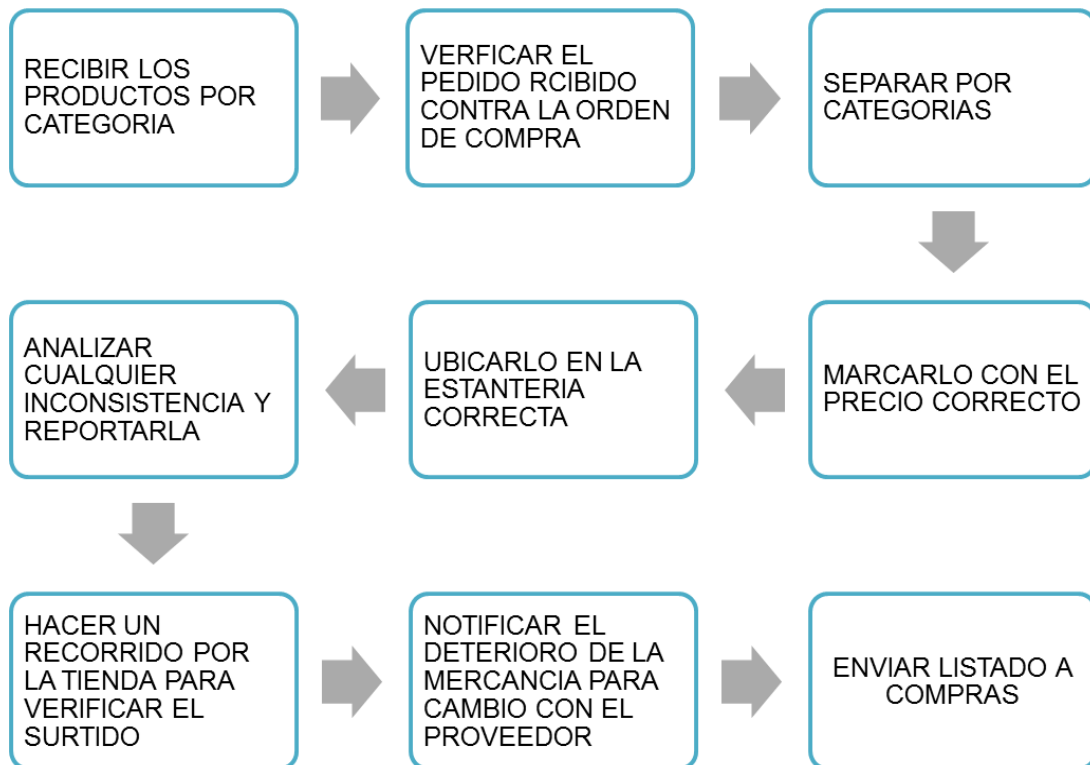 RECIBIR LOS
PRODUCTOS POR
CATEGORIA
VERFICAR EL
PEDIDO RCIBIDO
CONTRA LA ORDEN
DE COMPRA
SEPARAR POR
CATEGORIAS
MARCARLO CON EL
PRECIO CORRECTO
UBICARLO EN LA
ESTANTERIA
CORRECTA
ANALIZAR
CUALQUIER
INCONSISTENCIA Y
REPORTARLA
HACER UN
RECORRIDO POR
LA TIENDA PARA
VERIFICAR EL
SURTIDO
NOTIFICAR EL
DETERIORO DE LA
MERCANCIA PARA
CAMBIO CON EL
PROVEEDOR
ENVIAR LISTADO A
COMPRAS